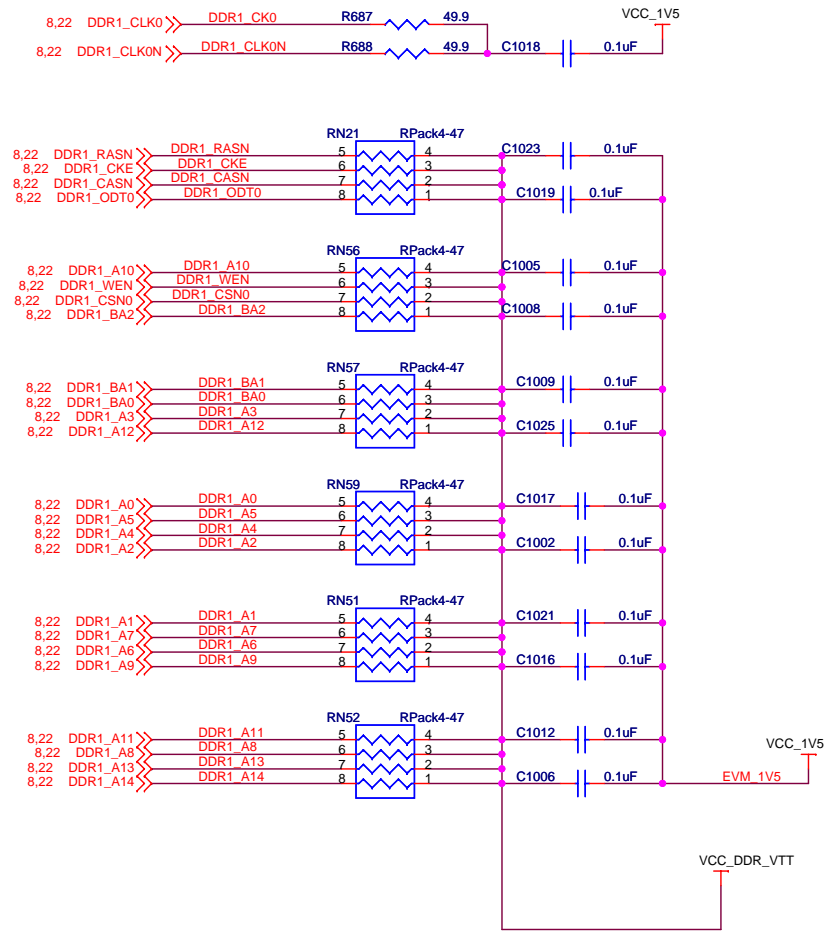 VCC_1V5
8,22 DDR1_CLK0 DDR1_CK0 R687 49.9
8,22 DDR1_CLK0N DDR1_CLK0N R688 49.9 C1018 0.1uF
RN21 RPack4-47
8,22 DDR1_RASN DDR1_RASN 5 4 C1023 0.1uF
8,22 DDR1_CKE DDR1_CKE 6 3
8,22 DDR1_CASN DDR1_CASN 7 2
8,22 DDR1_ODT0 DDR1_ODT0 8 1 C1019 0.1uF
RN56 RPack4-47
8,22 DDR1_A10 DDR1_A10 5 4 C1005 0.1uF
8,22 DDR1_WEN DDR1_WEN 6 3
8,22 DDR1_CSN0 DDR1_CSN0 7 2
8,22 DDR1_BA2 DDR1_BA2 8 1 C1008 0.1uF
RN57 RPack4-47
8,22 DDR1_BA1 DDR1_BA1 5 4 C1009 0.1uF
8,22 DDR1_BA0 DDR1_BA0 6 3
8,22 DDR1_A3 DDR1_A3 7 2
8,22 DDR1_A12 DDR1_A12 8 1 C1025 0.1uF
RN59 RPack4-47
8,22 DDR1_A0 DDR1_A0 5 4 C1017 0.1uF
8,22 DDR1_A5 DDR1_A5 6 3
8,22 DDR1_A4 DDR1_A4 7 2
8,22 DDR1_A2 DDR1_A2 8 1 C1002 0.1uF
RN51 RPack4-47
8,22 DDR1_A1 DDR1_A1 5 4 C1021 0.1uF
8,22 DDR1_A7 DDR1_A7 6 3
8,22 DDR1_A6 DDR1_A6 7 2
8,22 DDR1_A9 DDR1_A9 8 1 C1016 0.1uF
RN52 RPack4-47
8,22 DDR1_A11 DDR1_A11 5 4 C1012 0.1uF
VCC_1V5
8,22 DDR1_A8 DDR1_A8 6 3
8,22 DDR1_A13 DDR1_A13 7 2
8,22 DDR1_A14 DDR1_A14 8 1 C1006 0.1uF EVM_1V5
VCC_DDR_VTT